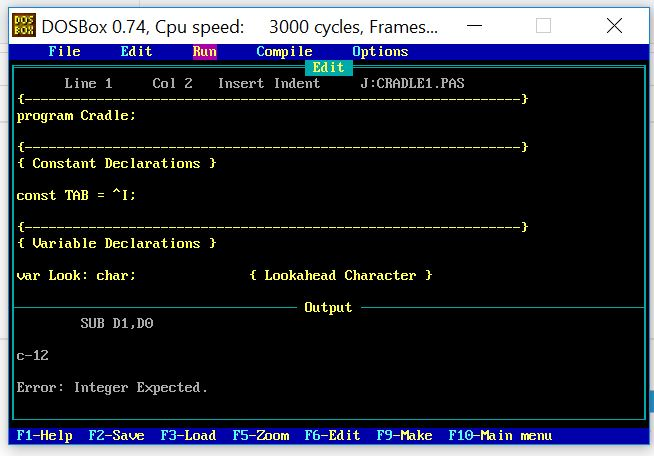 DOS BOX DOSBox 0.74, Cpu speed: 3000 cycles, Frames...
File Edit Run Compile Options
Edit
Line 1 Col 2 Insert Indent J:CRADLE1.PAS
{--------------------------------------------------------------}
program Cradle;
{--------------------------------------------------------------}
{ Constant Declarations }
const TAB = ^I;
{--------------------------------------------------------------}
{ Variable Declarations }
var Look: char; { Lookahead Character }
Output
SUB D1,D0
c-12
Error: Integer Expected.
F1-Help F2-Save F3-Load F5-Zoom F6-Edit F9-Make F10-Main menu